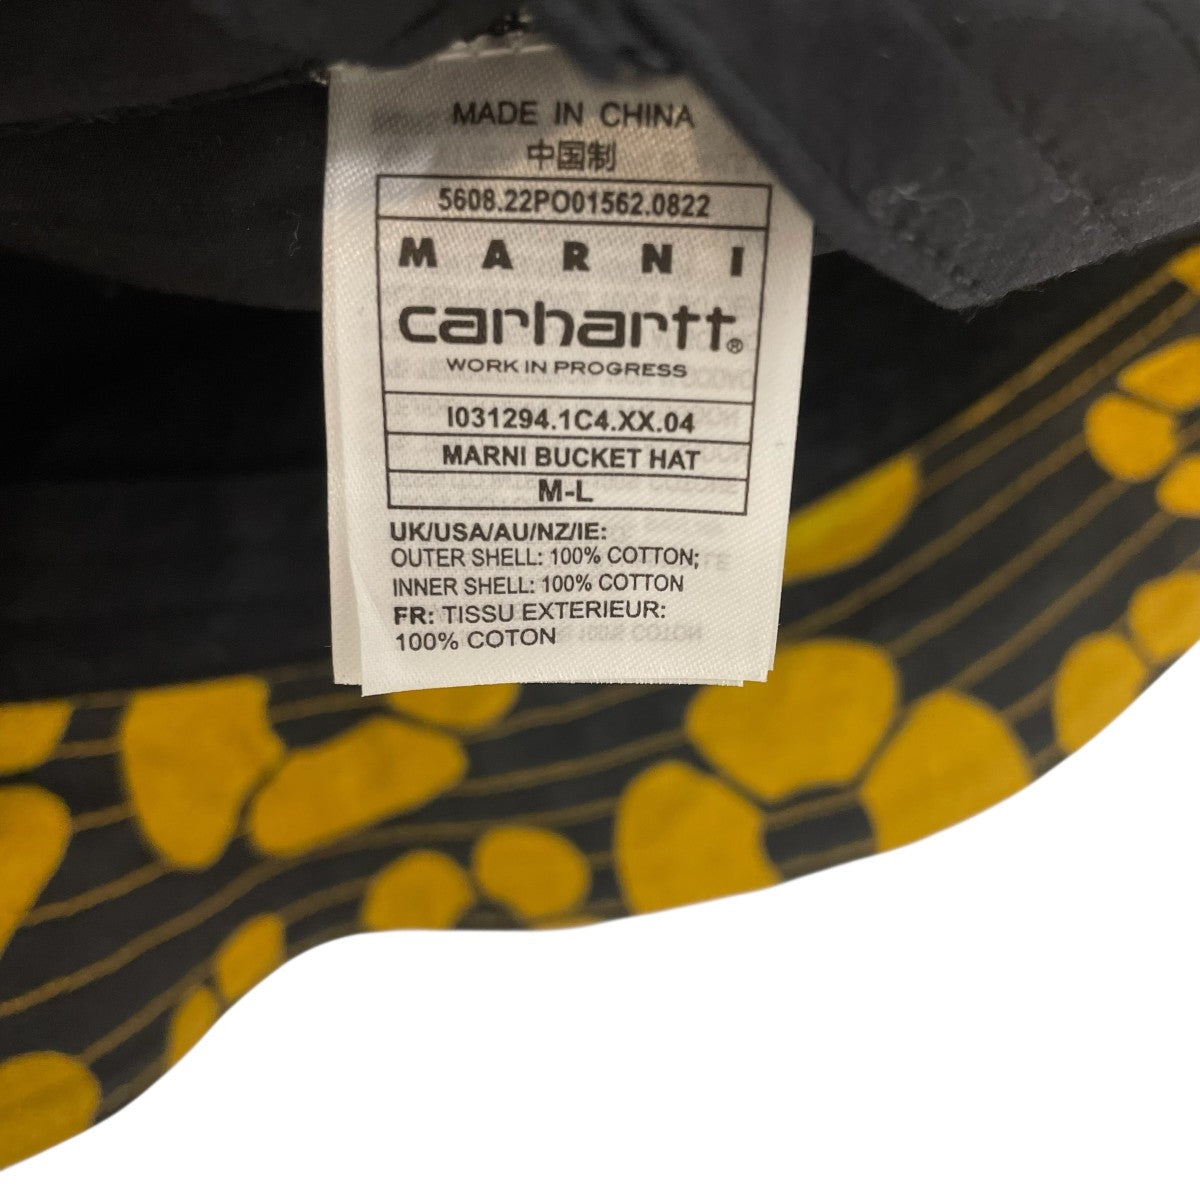 MADE IN CHINA
中国制
5608.22PO01562.0822
MARNI
carhartt®
WORK IN PROGRESS
I031294.1C4.XX.04
MARNI BUCKET HAT
M-L
UK/USA/AU/NZ/IE:
OUTER SHELL: 100% COTTON;
INNER SHELL: 100% COTTON
FR: TISSU EXTERIEUR:
100% COTON